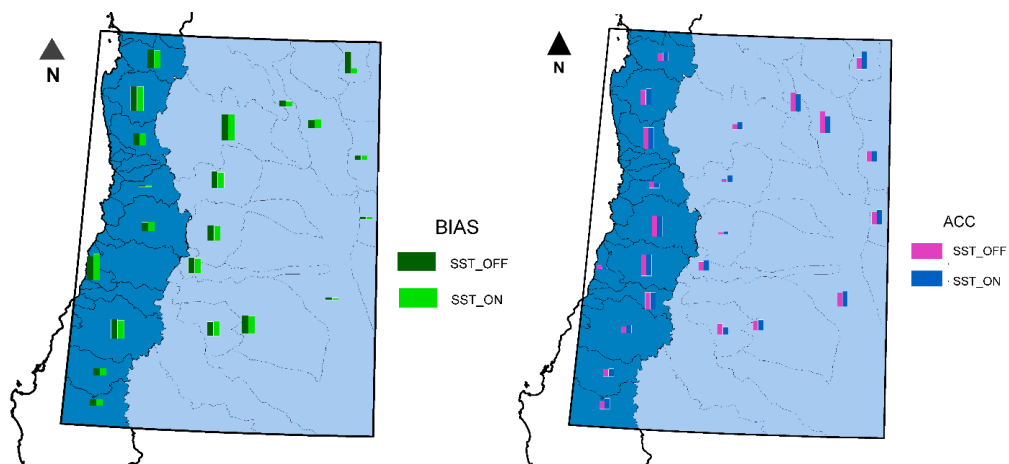 N
BIAS
SST_OFF
SST_ON
N
ACC
SST_OFF
SST_ON